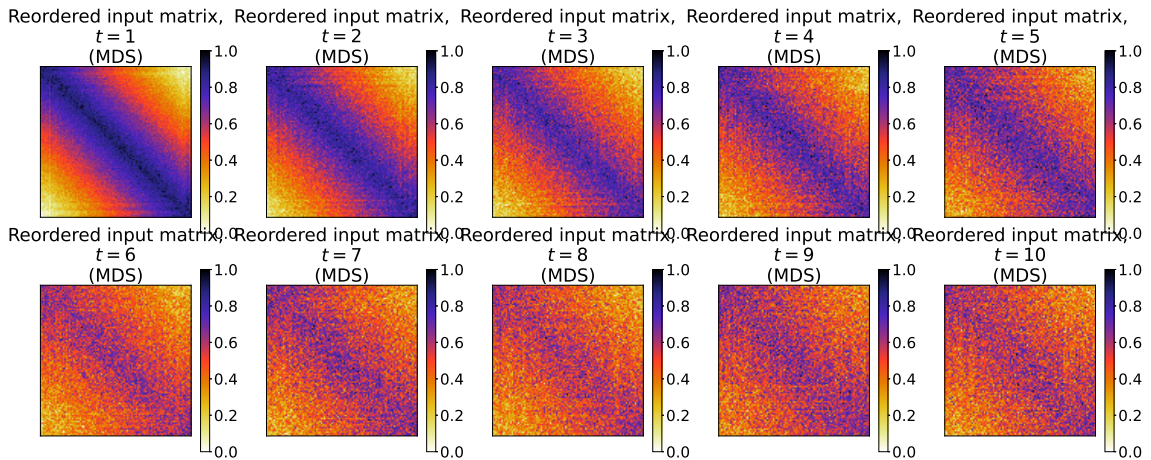 Reordered input matrix, Reordered input matrix, Reordered input matrix, Reordered input matrix, Reordered input matrix,
t = 1 t = 2 t = 3 t = 4 t = 5
(MDS) (MDS) (MDS) (MDS) (MDS)
1.0 1.0 1.0 1.0 1.0
0.8 0.8 0.8 0.8 0.8
0.6 0.6 0.6 0.6 0.6
0.4 0.4 0.4 0.4 0.4
0.2 0.2 0.2 0.2 0.2
0.0 0.0 0.0 0.0 0.0
Reordered input matrix, Reordered input matrix, Reordered input matrix, Reordered input matrix, Reordered input matrix,
t = 6 t = 7 t = 8 t = 9 t = 10
(MDS) (MDS) (MDS) (MDS) (MDS)
1.0 1.0 1.0 1.0 1.0
0.8 0.8 0.8 0.8 0.8
0.6 0.6 0.6 0.6 0.6
0.4 0.4 0.4 0.4 0.4
0.2 0.2 0.2 0.2 0.2
0.0 0.0 0.0 0.0 0.0